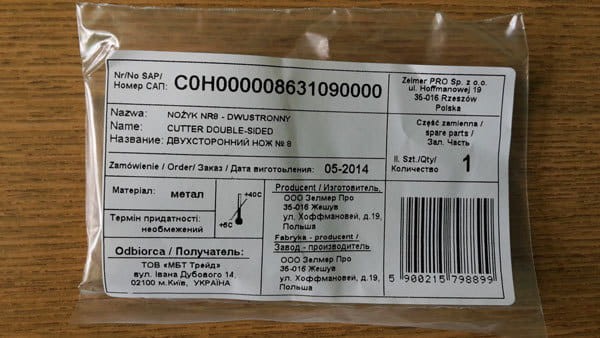 Nr/No SAP/
Номер САП:
C0H000008631090000
Zelmer PRO Sp. z o.o.
ul. Hoffmanowej 19
35-016 Rzeszów
Polska
Nazwa: NOŻYK NR8 - DWUSTRONNY
Name: CUTTER DOUBLE-SIDED
Название: ДВУХСТОРОННИЙ НОЖ № 8
Część zamienna /
spare parts /
Зап. Часть
Zamówienie / Order/ Заказ / Дата виготовлення: 05-2014
Il. Szt./Qty/
Количество
1
Матеріал: метал
Термін придатності:
необмежений
+40C
+5C
Producent / Изготовитель.
ООО Зелмер Про
35-016 Жешув
ул. Хоффмановей, д.19,
Польша
Fabryka - producent /
Завод - производитель
ООО Зелмер Про
35-016 Жешув
ул. Хоффмановей, д.19,
Польша
Odbiorca / Получатель:
ТОВ «МБТ Трейд»
вул. Івана Дубового 14,
02100 м.Київ, УКРАЇНА
5 900215 798899